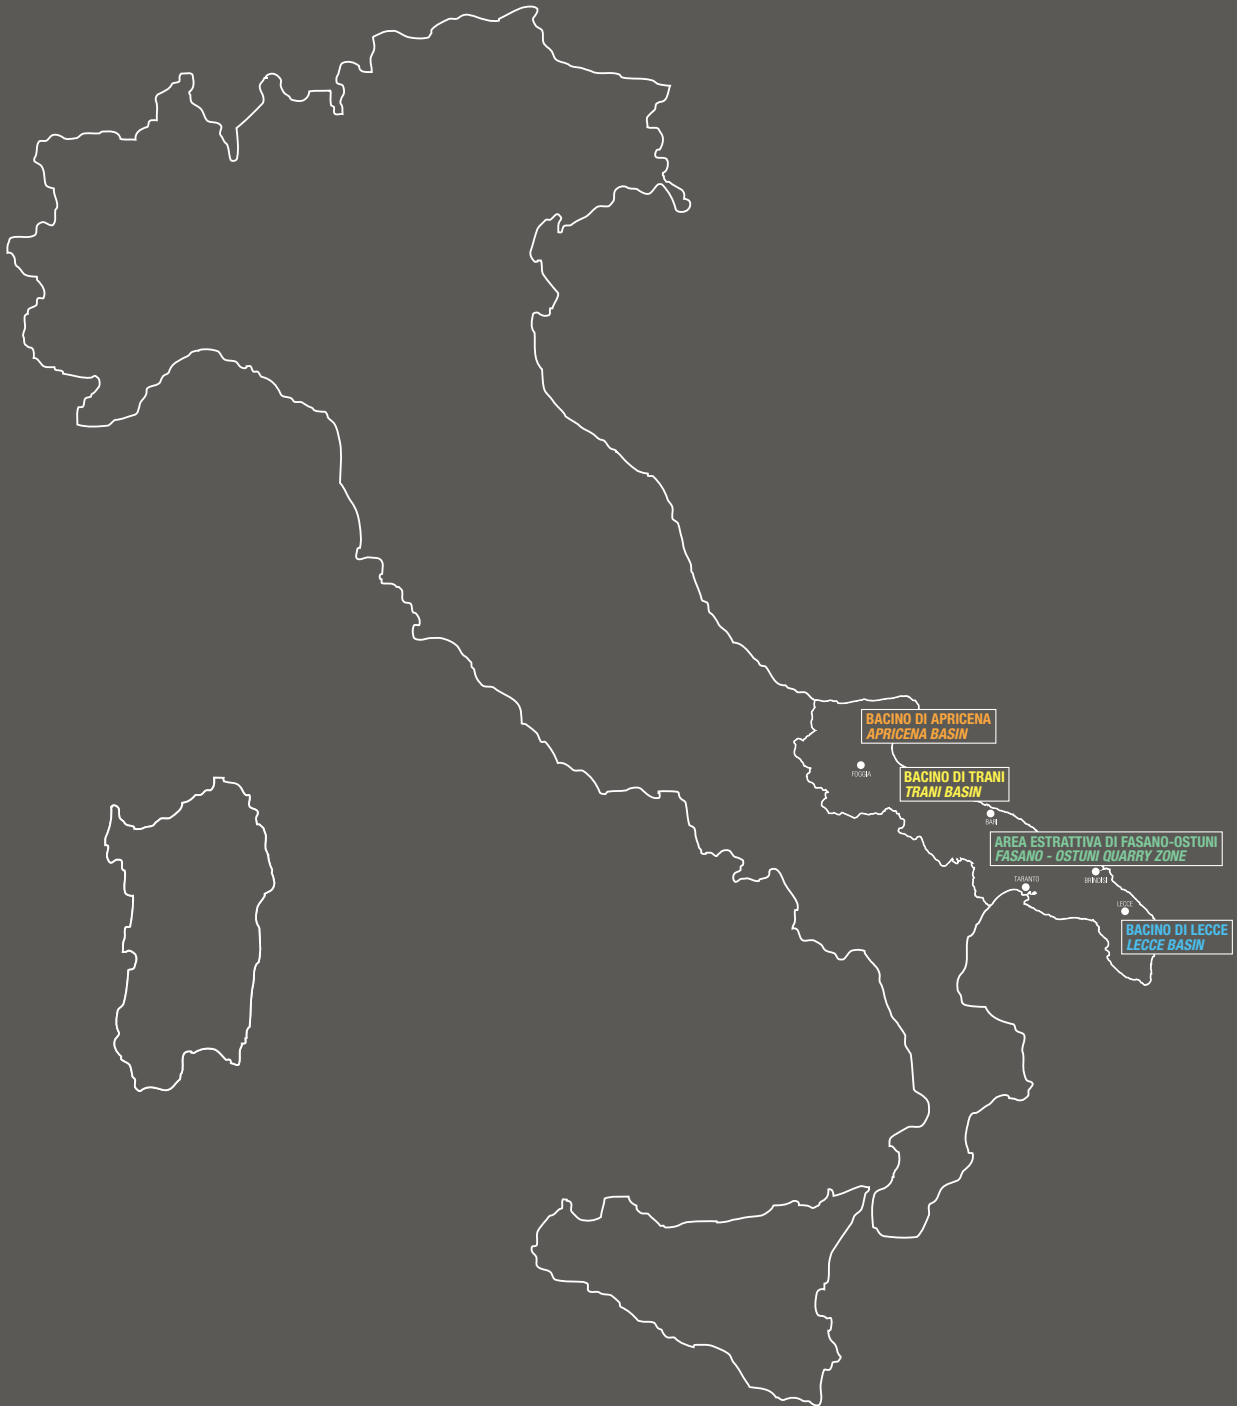 BACINO DI APRICENA
APRICENA BASIN
FOGGIA
BACINO DI TRANI
TRANI BASIN
BARI
AREA ESTRATTIVA DI FASANO-OSTUNI
FASANO - OSTUNI QUARRY ZONE
TARANTO
BRINDISI
LECCE
BACINO DI LECCE
LECCE BASIN